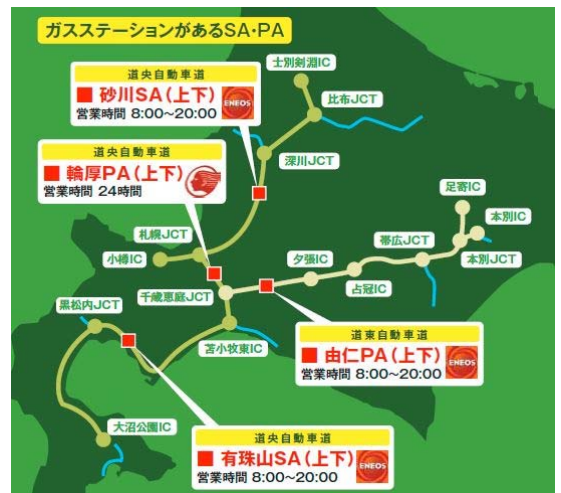 ガスステーションがあるSA・PA
士別剣淵IC
道央自動車道
■ 砂川SA(上下)
ENEOS
営業時間 8:00~20:00
比布JCT
道央自動車道
■ 輪厚PA(上下)
営業時間 24時間
深川JCT
足寄IC
本別IC
札幌JCT
小樽IC
帯広JCT
夕張IC
本別JCT
占冠IC
千歳恵庭JCT
黒松内JCT
苫小牧東IC
道東自動車道
■ 由仁PA(上下)
ENEOS
営業時間 8:00~20:00
大沼公園IC
道央自動車道
■ 有珠山SA(上下)
ENEOS
営業時間 8:00~20:00